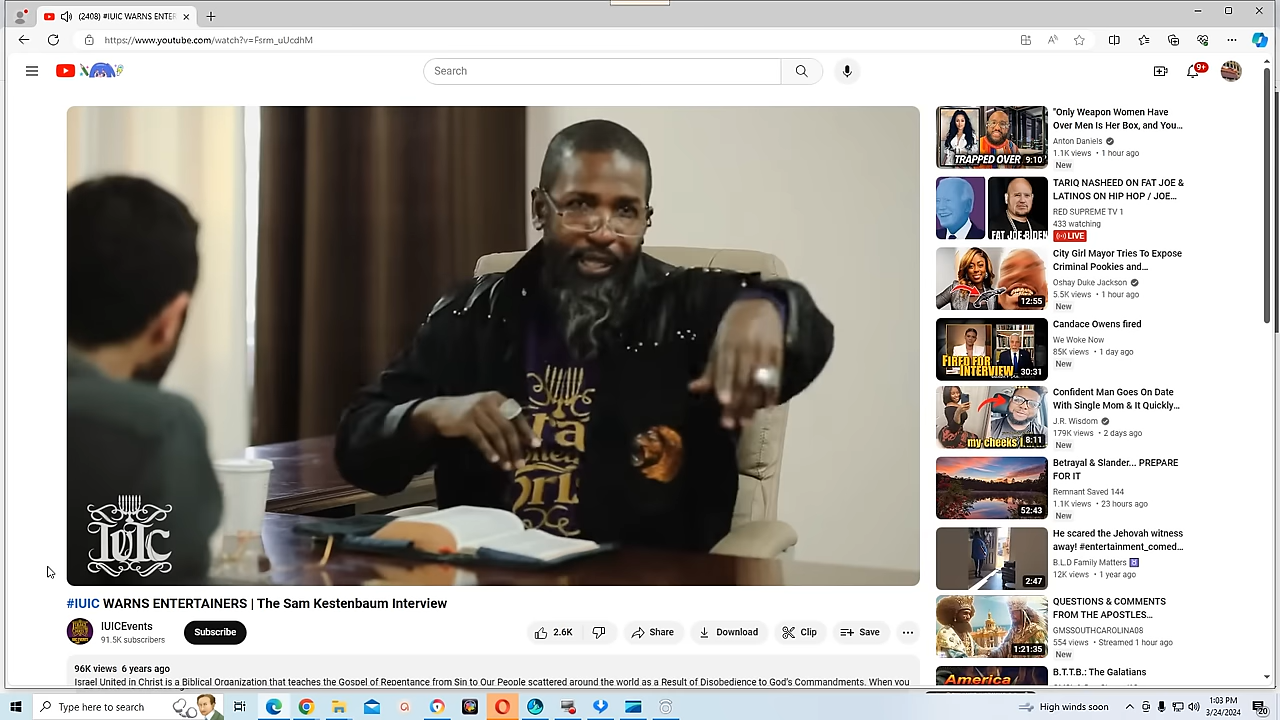 (2408) #IUIC WARNS ENTER
https://www.youtube.com/watch?v=Fsrm_uUcdhM
Search
9+
IUIC
#IUIC WARNS ENTERTAINERS | The Sam Kestenbaum Interview
IUICEvents
91.5K subscribers
Subscribe
2.6K
Share
Download
Clip
Save
96K views 6 years ago
Israel United in Christ is a Biblical Organization that teaches the Gospel of Repentance from Sin to Our People scattered around the world as a Result of Disobedience to God's Commandments. When you
TRAPPED OVER 9:10
"Only Weapon Women Have
Over Men Is Her Box, and You...
Anton Daniels
1.1K views • 1 hour ago
New
FAT JOE-BIDEN
TARIQ NASHEED ON FAT JOE &
LATINOS ON HIP HOP / JOE...
RED SUPREME TV 1
433 watching
LIVE
12:55
City Girl Mayor Tries To Expose
Criminal Pookies and...
Oshay Duke Jackson
5.5K views • 1 hour ago
New
FIRED FOR
INTERVIEW 30:31
Candace Owens fired
We Woke Now
85K views • 1 day ago
New
my cheeks
8:11
Confident Man Goes On Date
With Single Mom & It Quickly...
J.R. Wisdom
179K views • 2 days ago
New
52:43
Betrayal & Slander... PREPARE
FOR IT
Remnant Saved 144
1.1K views • 23 hours ago
New
2:47
He scared the Jehovah witness
away! #entertainment_comed...
B.L.D Family Matters
12K views • 1 year ago
1:21:35
QUESTIONS & COMMENTS
FROM THE APOSTLES...
GMSSOUTHCAROLINA08
554 views • Streamed 1 hour ago
New
America
B.T.T.B.: The Galatians
Type here to search
High winds soon
1:03 PM
3/24/2024
20